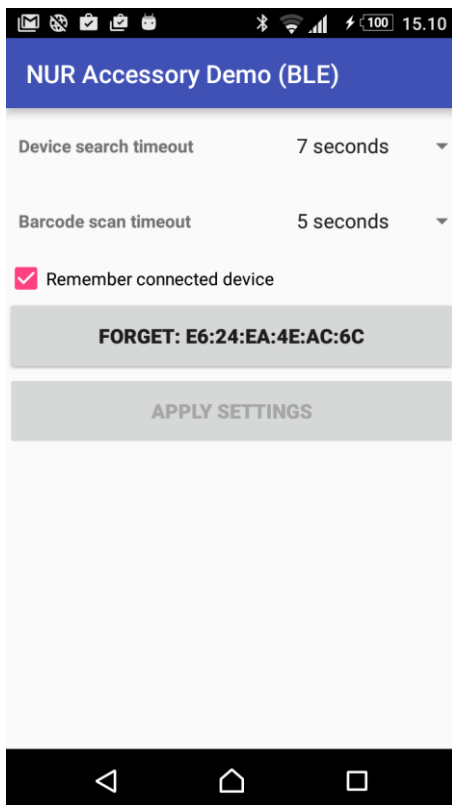 100 15.10
NUR Accessory Demo (BLE)
Device search timeout 7 seconds
Barcode scan timeout 5 seconds
Remember connected device
FORGET: E6:24:EA:4E:AC:6C
APPLY SETTINGS